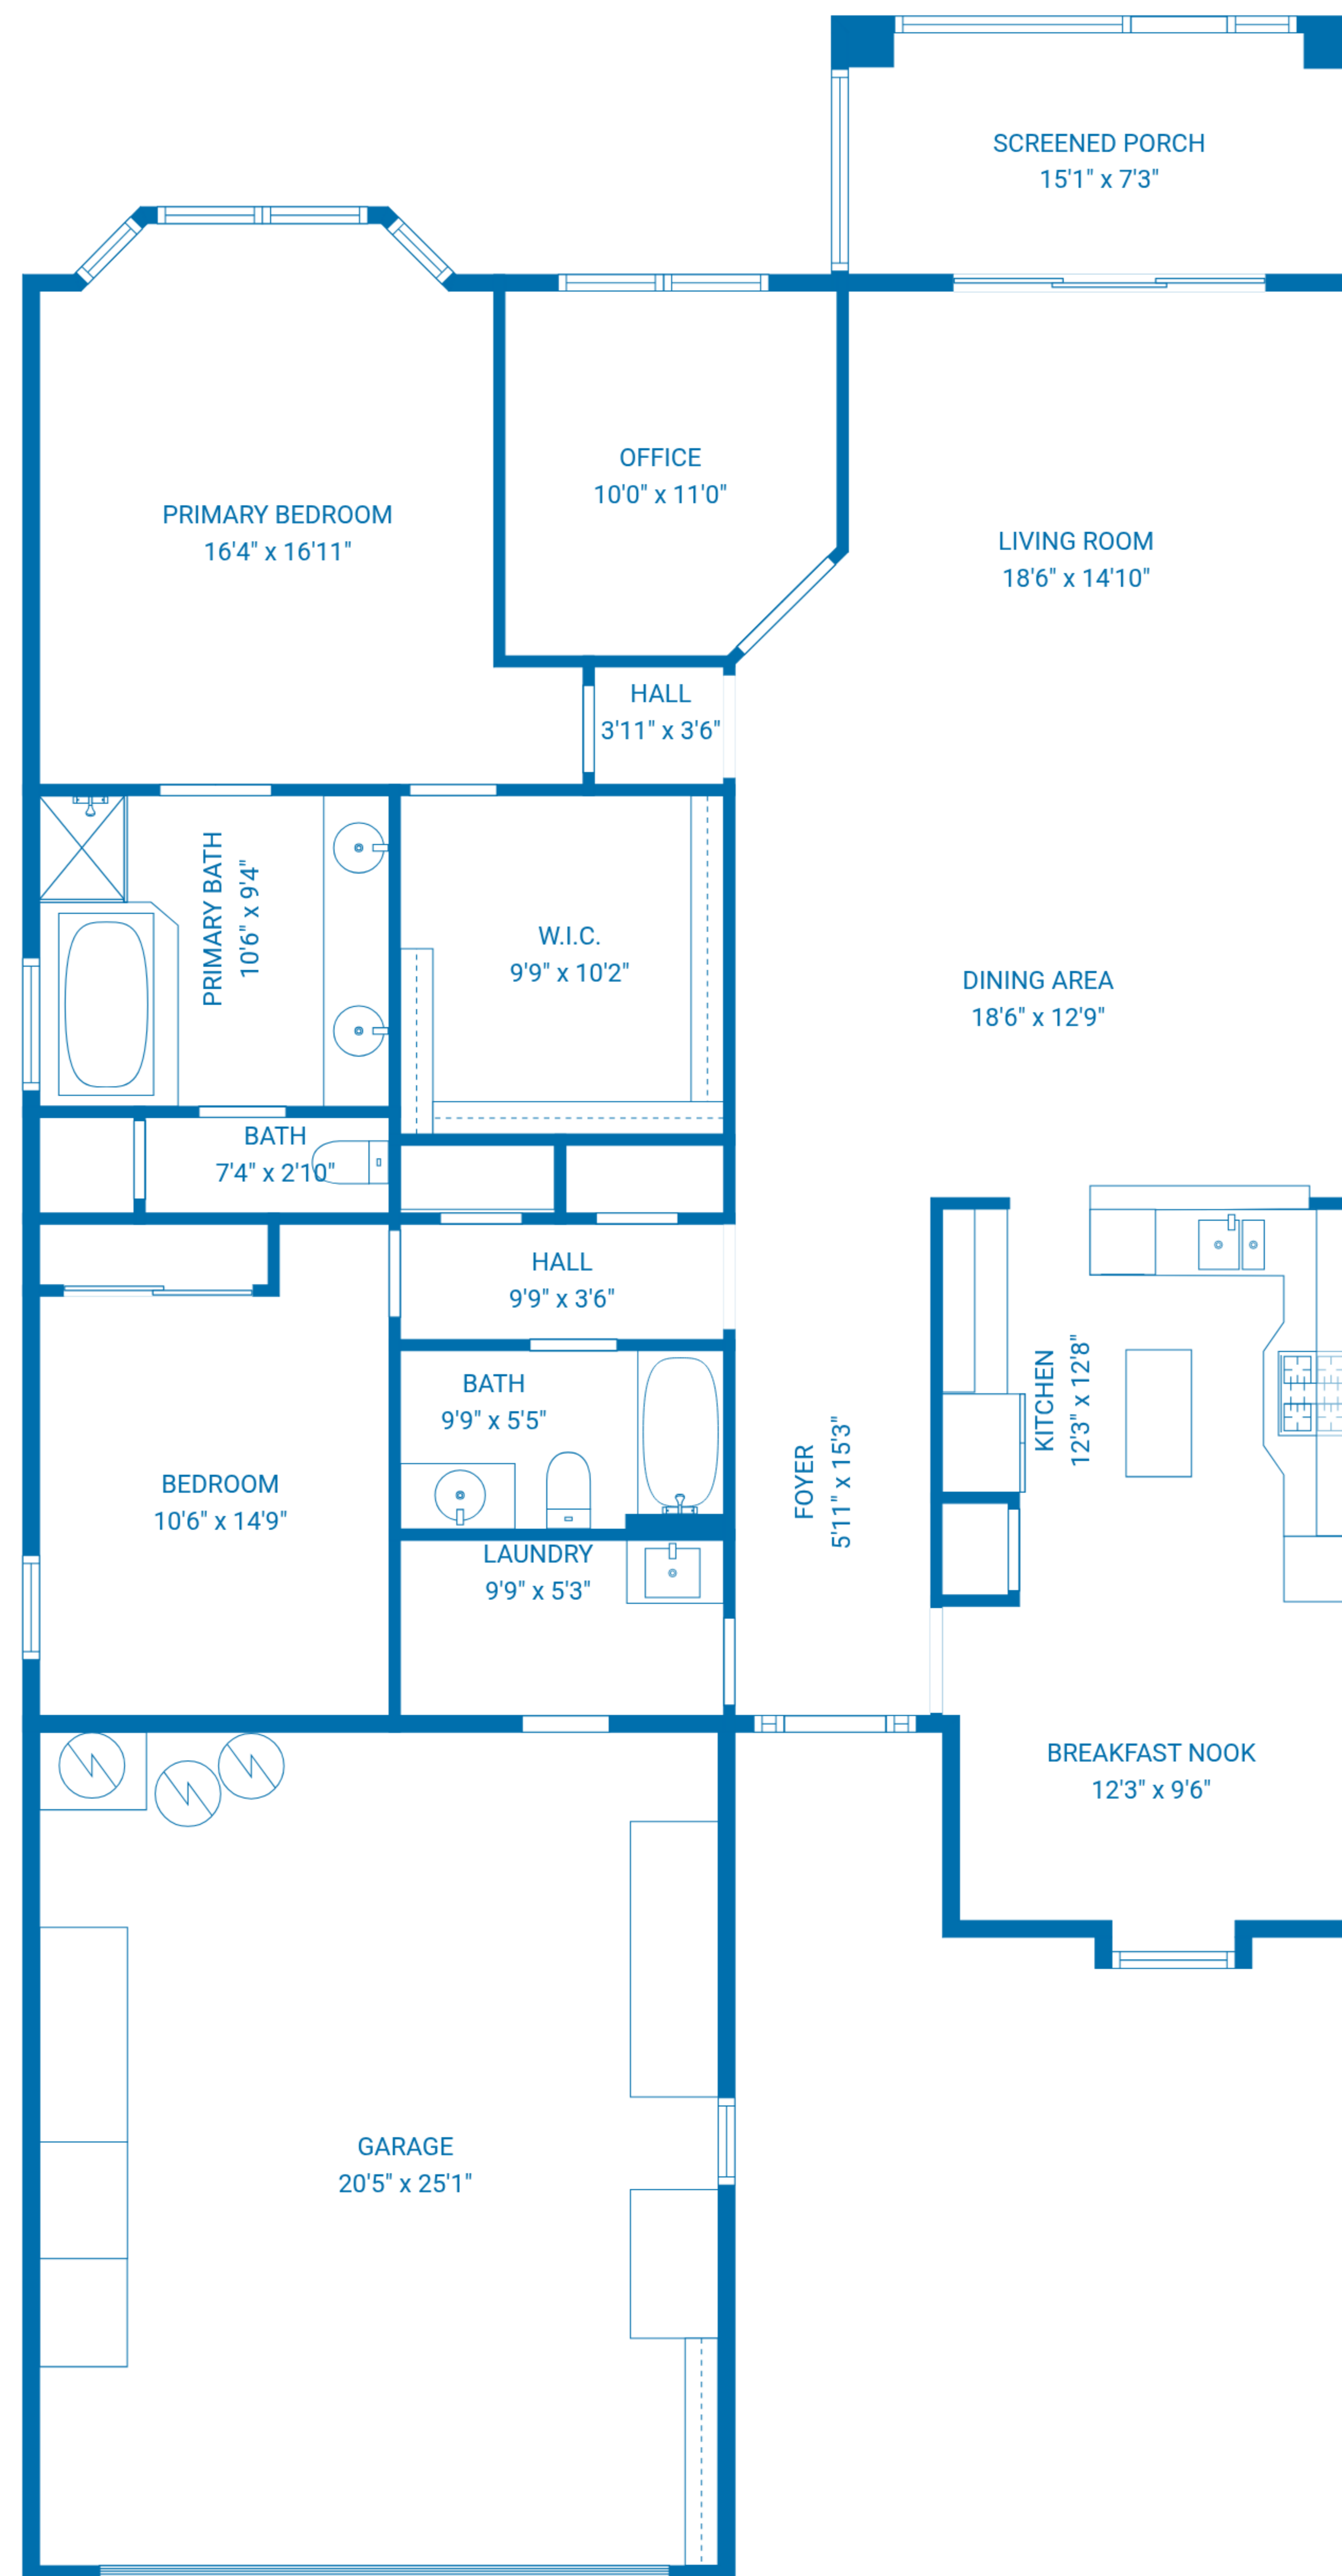 SCREENED PORCH
15'1" x 7'3"
OFFICE
10'0" x 11'0"
PRIMARY BEDROOM
16'4" x 16'11"
LIVING ROOM
18'6" x 14'10"
HALL
3'11" x 3'6"
PRIMARY BATH
10'6" x 9'4"
W.I.C.
9'9" x 10'2"
DINING AREA
18'6" x 12'9"
BATH
7'4" x 2'10"
HALL
9'9" x 3'6"
BATH
9'9" x 5'5"
KITCHEN
12'3" x 12'8"
FOYER
5'11" x 15'3"
BEDROOM
10'6" x 14'9"
LAUNDRY
9'9" x 5'3"
BREAKFAST NOOK
12'3" x 9'6"
GARAGE
20'5" x 25'1"